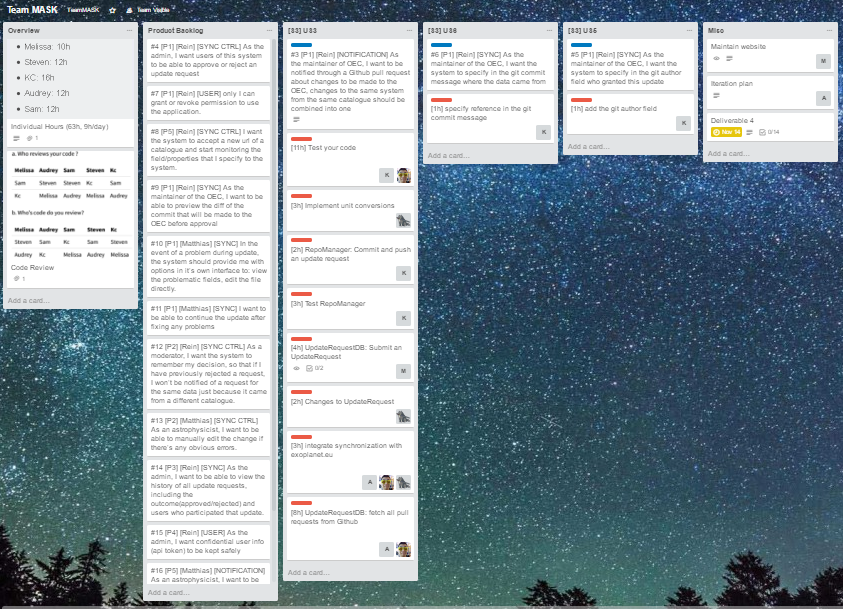 Team MASK
TeamMASK
Team Visible
Overview
Melissa: 10h
Steven: 12h
KC: 16h
Audrey: 12h
Sam: 12h
Individual Hours (63h, 9h/day)
1
a. Who reviews your code ?
Melissa Audrey Sam Steven Kc
Sam Steven Steven Kc Sam
Kc Kc Melissa Audrey Melissa
b. Who's code do you review?
Melissa Audrey Sam Steven Kc
Steven Sam Kc Sam Steven
Audrey Kc Melissa Audrey Melissa
Code Review
1
Add a card...
Product Backlog
#4 [P1] [Rein] [SYNC CTRL] As the
admin, I want users of this system
to be able to approve or reject an
update request
#7 [P1] [Rein] [USER] only I can
grant or revoke permission to use
the application.
#8 [P5] [Rein] [SYNC CTRL] I want
the system to accept a new url of a
catalogue and start monitoring the
field/properties that I specify to the
system.
#9 [P1] [Rein] [SYNC] As the
maintainer of the OEC, I want to be
able to preview the diff of the
commit that will be made to the
OEC before approval
#10 [P1] [Matthias] [SYNC] In the
event of a problem during update,
the system should provide me with
options in it's own interface to: view
the problematic fields, edit the file
directly.
#11 [P1] [Matthias] [SYNC] I want to
be able to continue the update after
fixing any problems
#12 [P2] [Rein] [SYNC CTRL] As a
moderator, I want the system to
remember my decision, so that if I
have previously rejected a request,
I won't be notified of a request for
the same data just because it came
from a different catalogue.
#13 [P2] [Matthias] [SYNC CTRL]
As an astrophysicist, I want to be
able to manually edit the change if
there's any obvious errors.
#14 [P3] [Rein] [SYNC] As the
admin, I want to be able to view the
history of all update requests,
including the
outcome(approved/rejected) and
users who participated that update.
#15 [P4] [Rein] [USER] As the
admin, I want confidential user info
(api token) to be kept safely
#16 [P5] [Matthias] [NOTIFICATION]
As an astrophysicist, I want to be
Add a card...
[33] US3
#3 [P1] [Rein] [NOTIFICATION] As
the maintainer of OEC, I want to be
notified through a Github pull request
about changes to be made to the
OEC, changes to the same system
from the same catalogue should be
combined into one
[11h] Test your code
K
[3h] Implement unit conversions
[2h] RepoManager: Commit and push
an update request
K
[3h] Test RepoManager
K
[4h] UpdateRequestDB: Submit an
UpdateRequest
0/2
M
[2h] Changes to UpdateRequest
[3h] integrate synchronization with
exoplanet.eu
A
[8h] UpdateRequestDB: fetch all pull
requests from Github
A
Add a card...
[33] US6
#6 [P1] [Rein] [SYNC] As the
maintainer of OEC, I want to the
system to specify in the git commit
message where the data came from
[1h] specify reference in the git
commit message
K
Add a card...
[33] US5
#5 [P1] [Rein] [SYNC] As the
maintainer of OEC, I want to the
system to specify in the git author
field who granted this update
[1h] add the git author field
K
Add a card...
Misc
Maintain website
M
Iteration plan
A
Deliverable 4
Nov 14
0/14
Add a card...